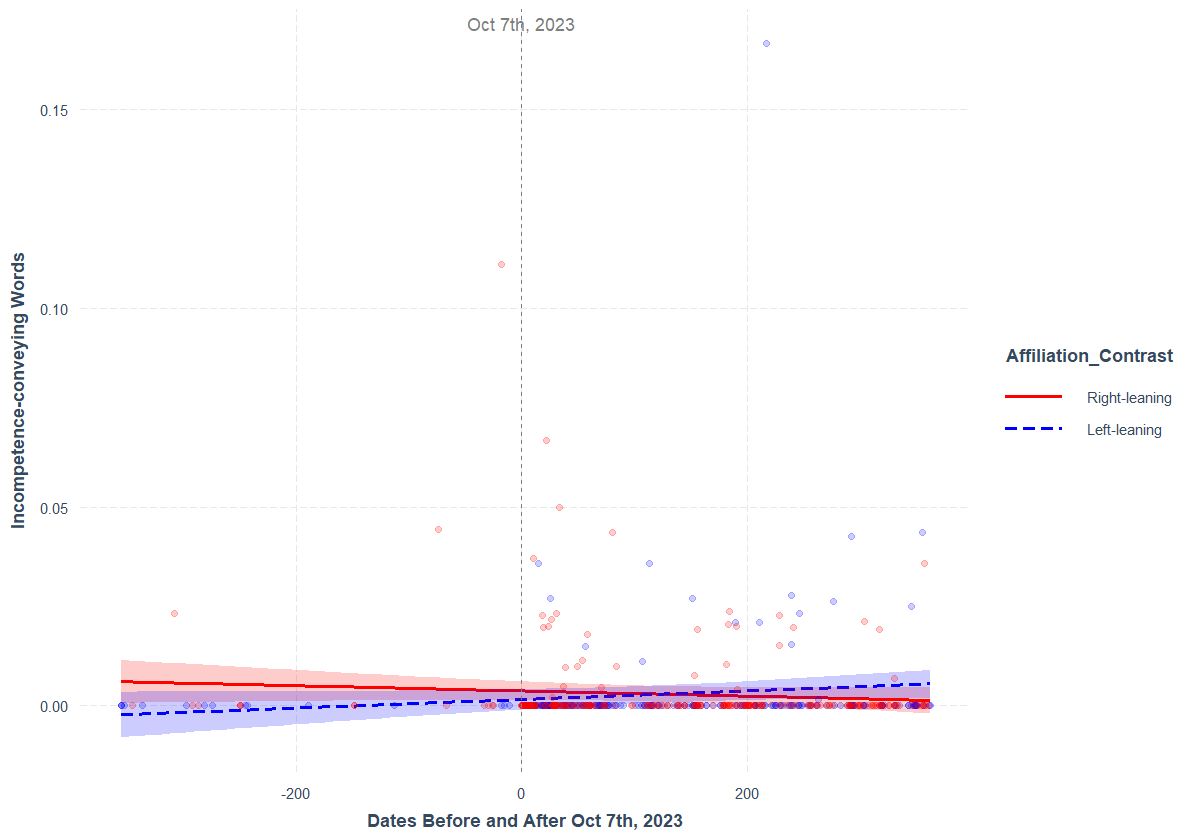 Oct 7th, 2023
0.15
0.10
0.05
0.00
Incompetence-conveying Words
-200
0
200
Dates Before and After Oct 7th, 2023
Affiliation_Contrast
Right-leaning
Left-leaning